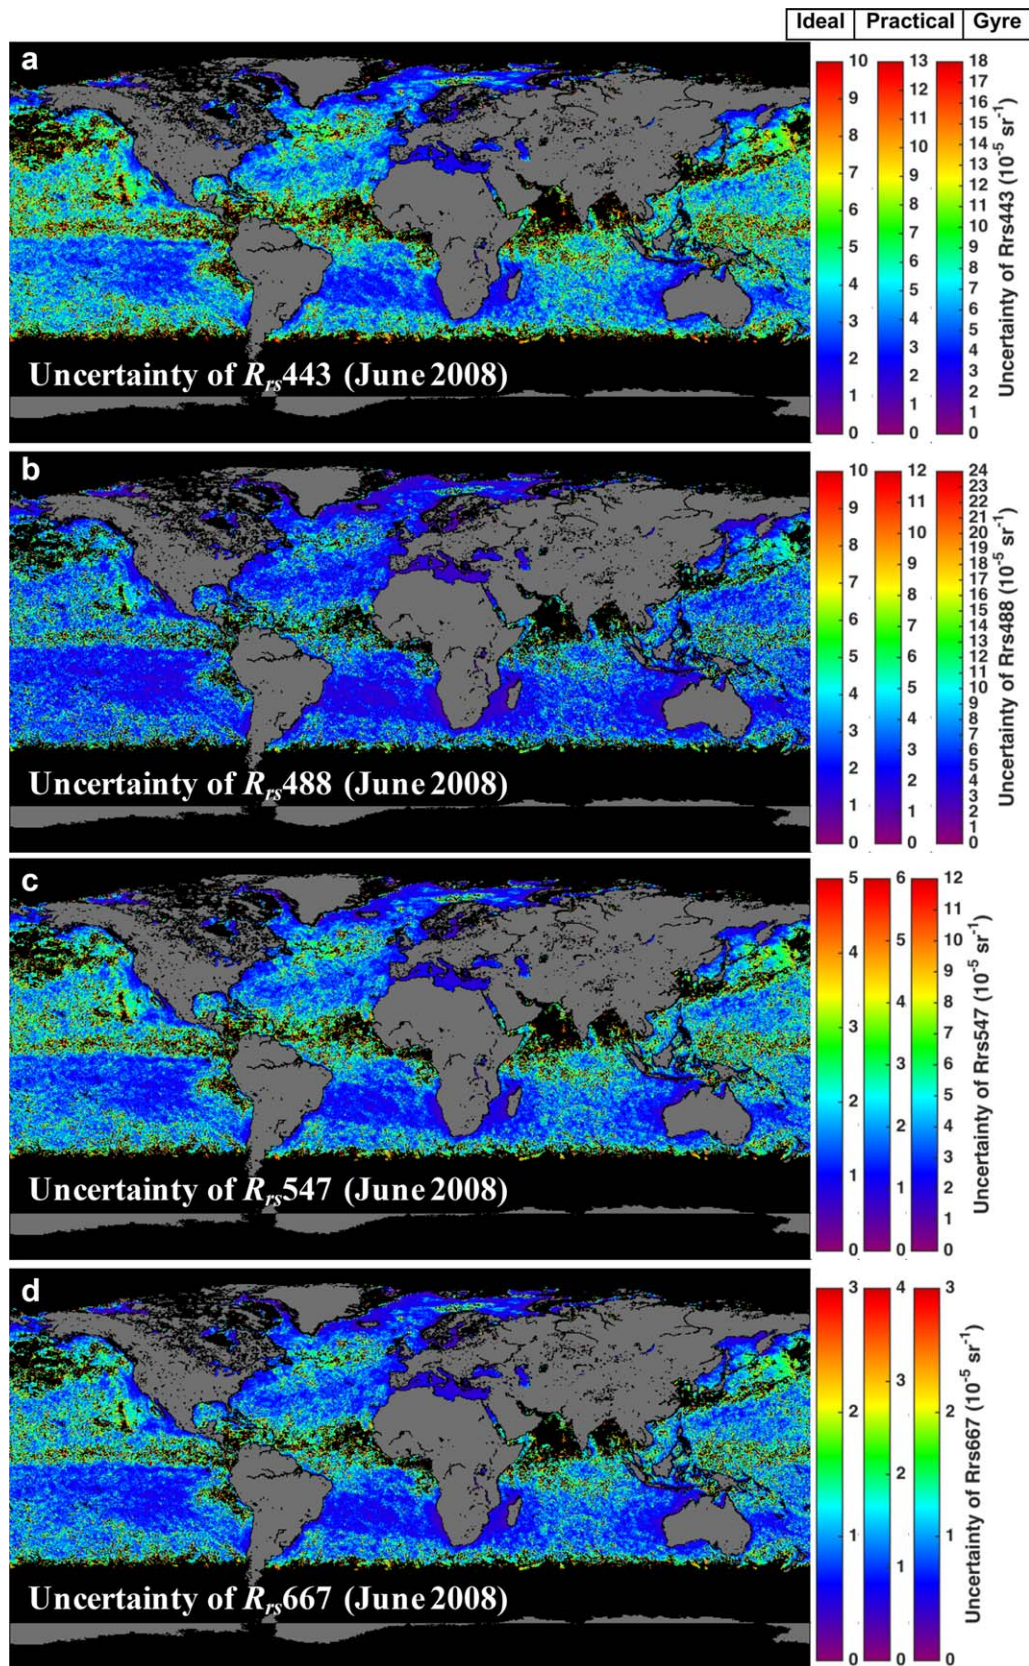 Ideal Practical Gyre
a
10 13 18
17
12 16
9 15
11 14
8 10 13
7 9 12
8 11
6 10
7 9
5 6 8
4 5 7
6
3 4 5
2 3 4
2 3
1 2
1 1
0 0 0
Uncertainty of Rrs443 (10-5 sr-1)
Uncertainty of Rrs443 (June 2008)
b
10 12 24
23
11 22
9 21
10 20
8 19
9 18
7 17
8 16
15
6 7 14
13
5 6 12
11
10
4 5
9
8
3 4 7
6
3 5
2 4
2 3
1 1 2
1
0 0 0
Uncertainty of Rrs488 (10-5 sr-1)
Uncertainty of Rrs488 (June 2008)
c
5 6 12
11
5 10
4 9
4 8
3 7
3 6
2 5
2 4
3
1 1 2
1
0 0 0
Uncertainty of Rrs547 (10-5 sr-1)
Uncertainty of Rrs547 (June 2008)
d
3 4 3
3
2 2
2
1 1
1
0 0 0
Uncertainty of Rrs667 (10-5 sr-1)
Uncertainty of Rrs667 (June 2008)